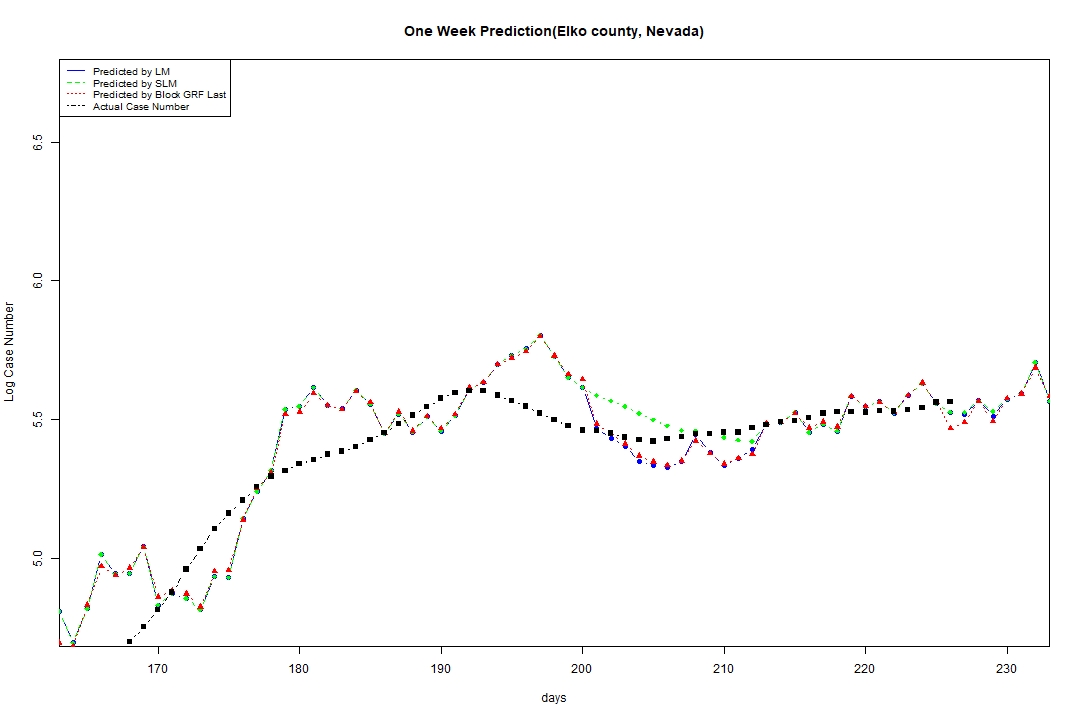 One Week Prediction(Elko county, Nevada)
Predicted by LM
Predicted by SLM
Predicted by Block GRF Last
Actual Case Number
6.5
6.0
5.5
5.0
Log Case Number
170 180 190 200 210 220 230
days